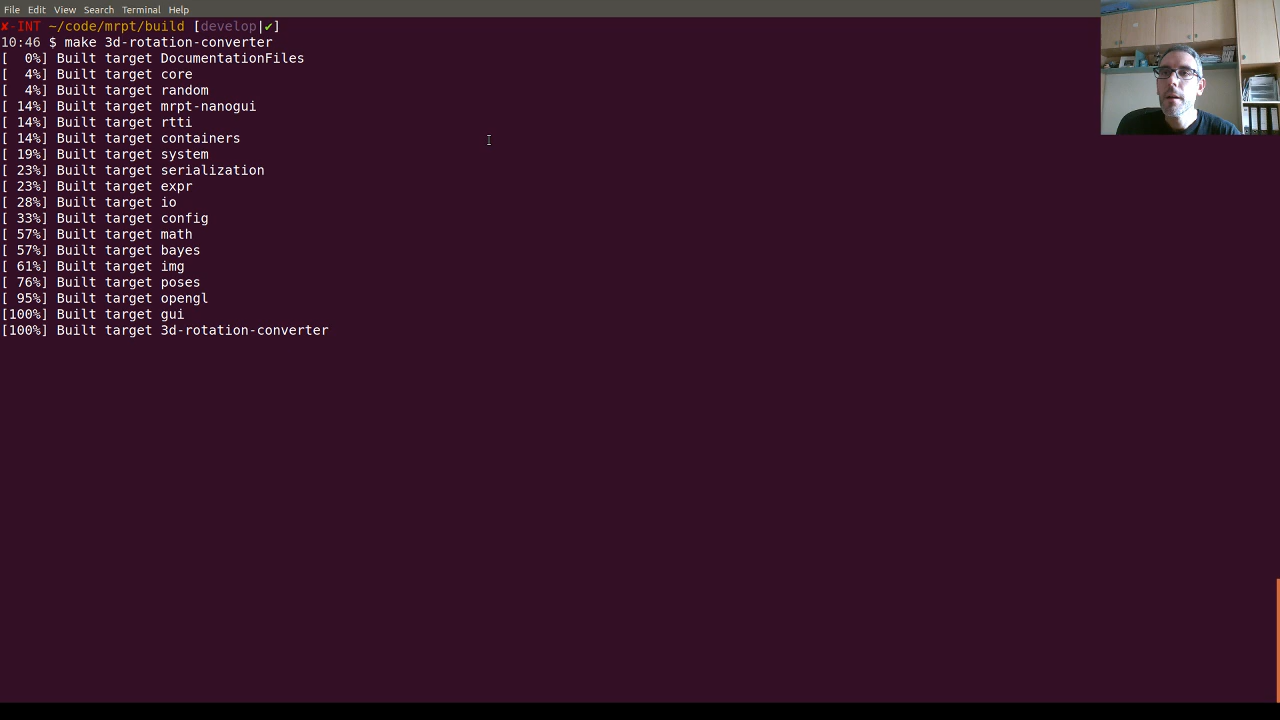 File Edit View Search Terminal Help
✘-INT ~/code/mrpt/build [develop|✔]
10:46 $ make 3d-rotation-converter
[  0%] Built target DocumentationFiles
[  4%] Built target core
[  4%] Built target random
[ 14%] Built target mrpt-nanogui
[ 14%] Built target rtti
[ 14%] Built target containers
[ 19%] Built target system
[ 23%] Built target serialization
[ 23%] Built target expr
[ 28%] Built target io
[ 33%] Built target config
[ 57%] Built target math
[ 57%] Built target bayes
[ 61%] Built target img
[ 76%] Built target poses
[ 95%] Built target opengl
[100%] Built target gui
[100%] Built target 3d-rotation-converter